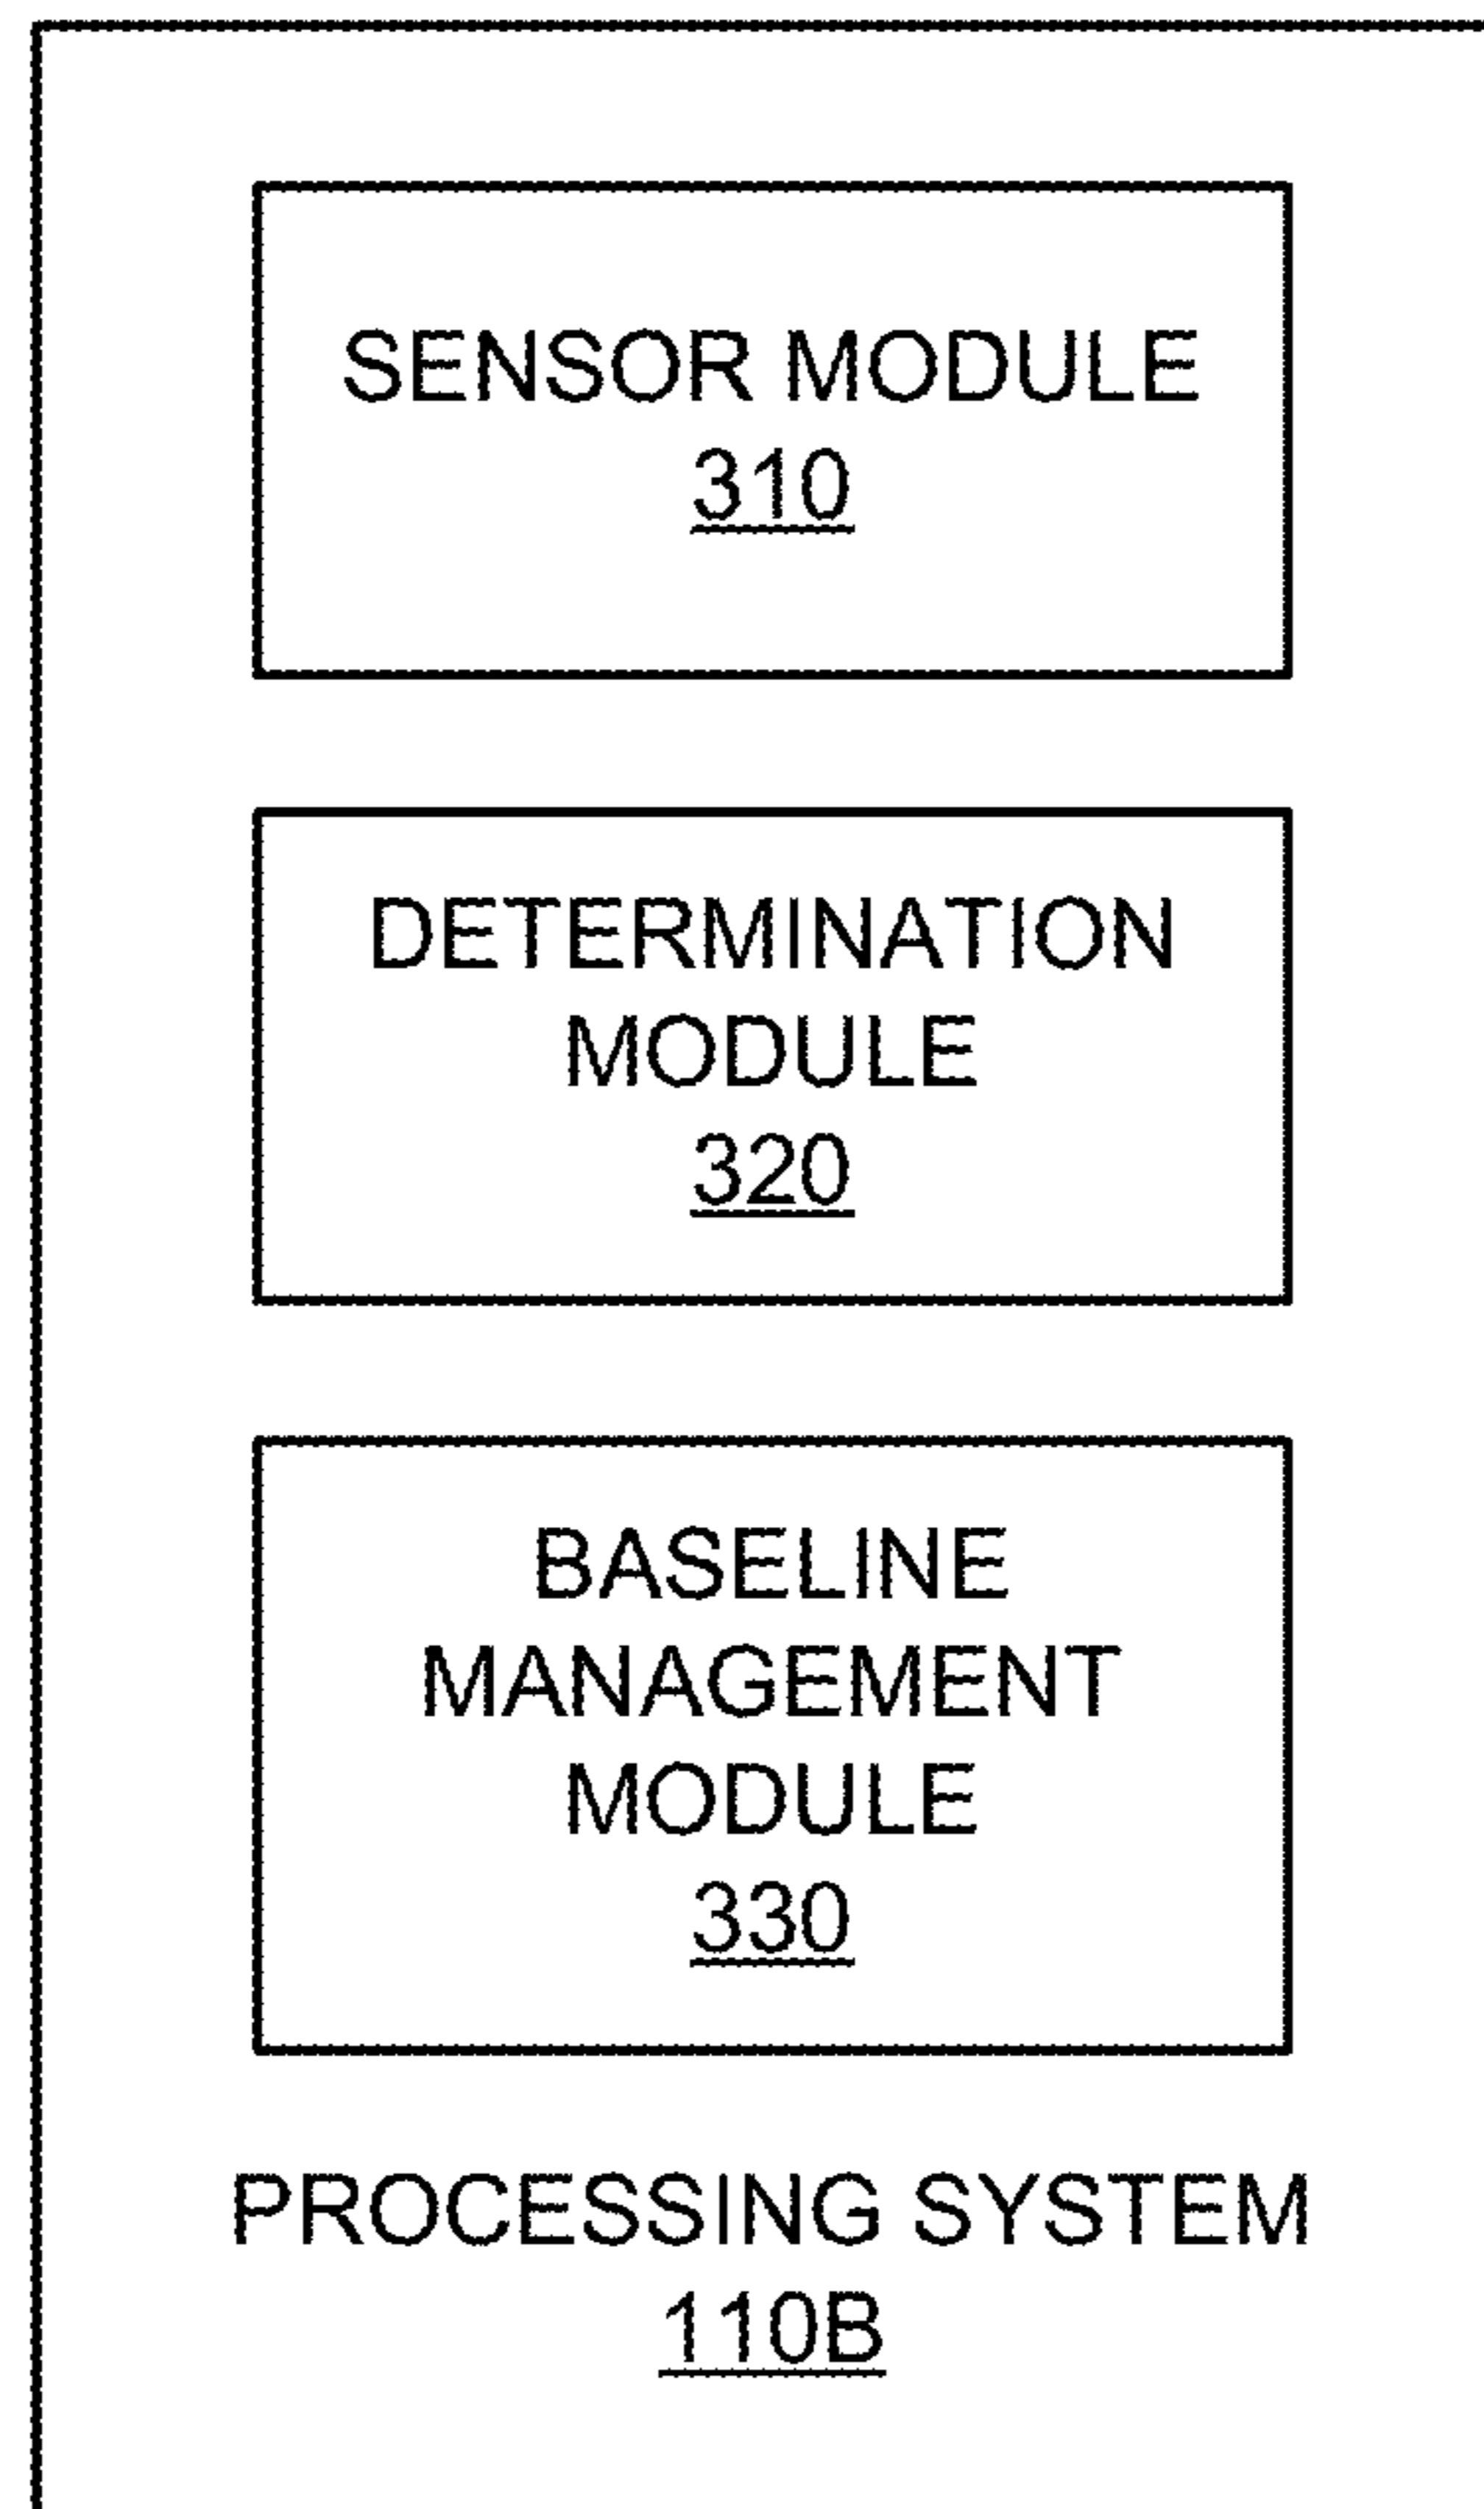 SENSOR MODULE
310
DETERMINATION
MODULE
320
BASELINE
MANAGEMENT
MODULE
330
PROCESSING SYSTEM
110B